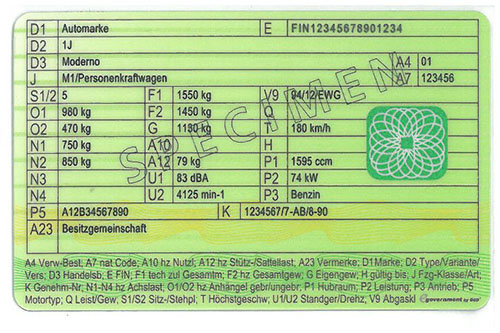 D1 Automarke E FIN12345678901234
D2 1J
D3 Moderno A4 01
J M1/Personenkraftwagen A7 123456
S1/2 5 F1 1550 kg V9 94/12/EWG
O1 980 kg F2 1450 kg Q
O2 470 kg G 1150 kg T 180 km/h
N1 750 kg A10 H
N2 850 kg A12 79 kg P1 1595 ccm
N3 U1 83 dBA P2 74 kW
N4 U2 4125 min-1 P3 Benzin
P5 A12B34567890 K 1234567/7-AB/6-90
A23 Besitzgemeinschaft
SPECIMEN
A4 Verw-Best. A7 nat Code; A10 hz Nutzl; A12 hz Stütz-/Sattellast, A23 Vermerke; D1Marke; D2 Type/Variante/
Vers; D3 Handelsb; E FIN; F1 tech zul Gesamtm; F2 hz Gesamtgew; G Eigengew; H gültig bis; J Fzg-Klasse/Art;
K Genehm-Nr; N1-N4 hz Achslast; O1/O2 hz Anhängel gebr/ungebr; P1 Hubraum; P2 Leistung; P3 Antrieb; P5
Motortyp; Q Leist/Gew; S1/S2 Sitz-/Stehpl; T Höchstgeschw; U1/U2 Standger/Drehz; V9 Abgaskl